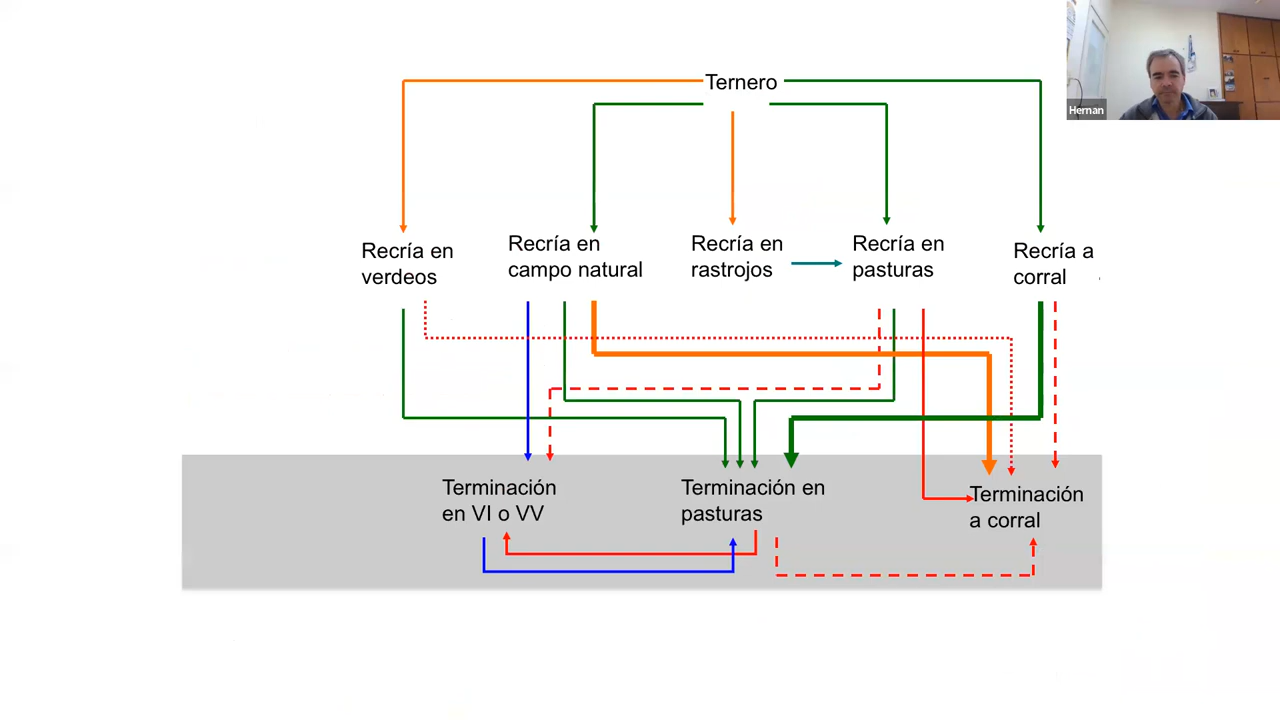 Ternero
Hernan
Recría en
verdeos
Recría en
campo natural
Recría en
rastrojos
Recría en
pasturas
Recría a
corral
Terminación
en VI o VV
Terminación en
pasturas
Terminación
a corral